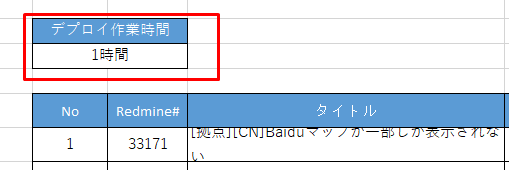 デプロイ作業時間
1時間
No Redmine# タイトル
1 33171 [拠点][CN]Baiduマップが一部しか表示されな
い